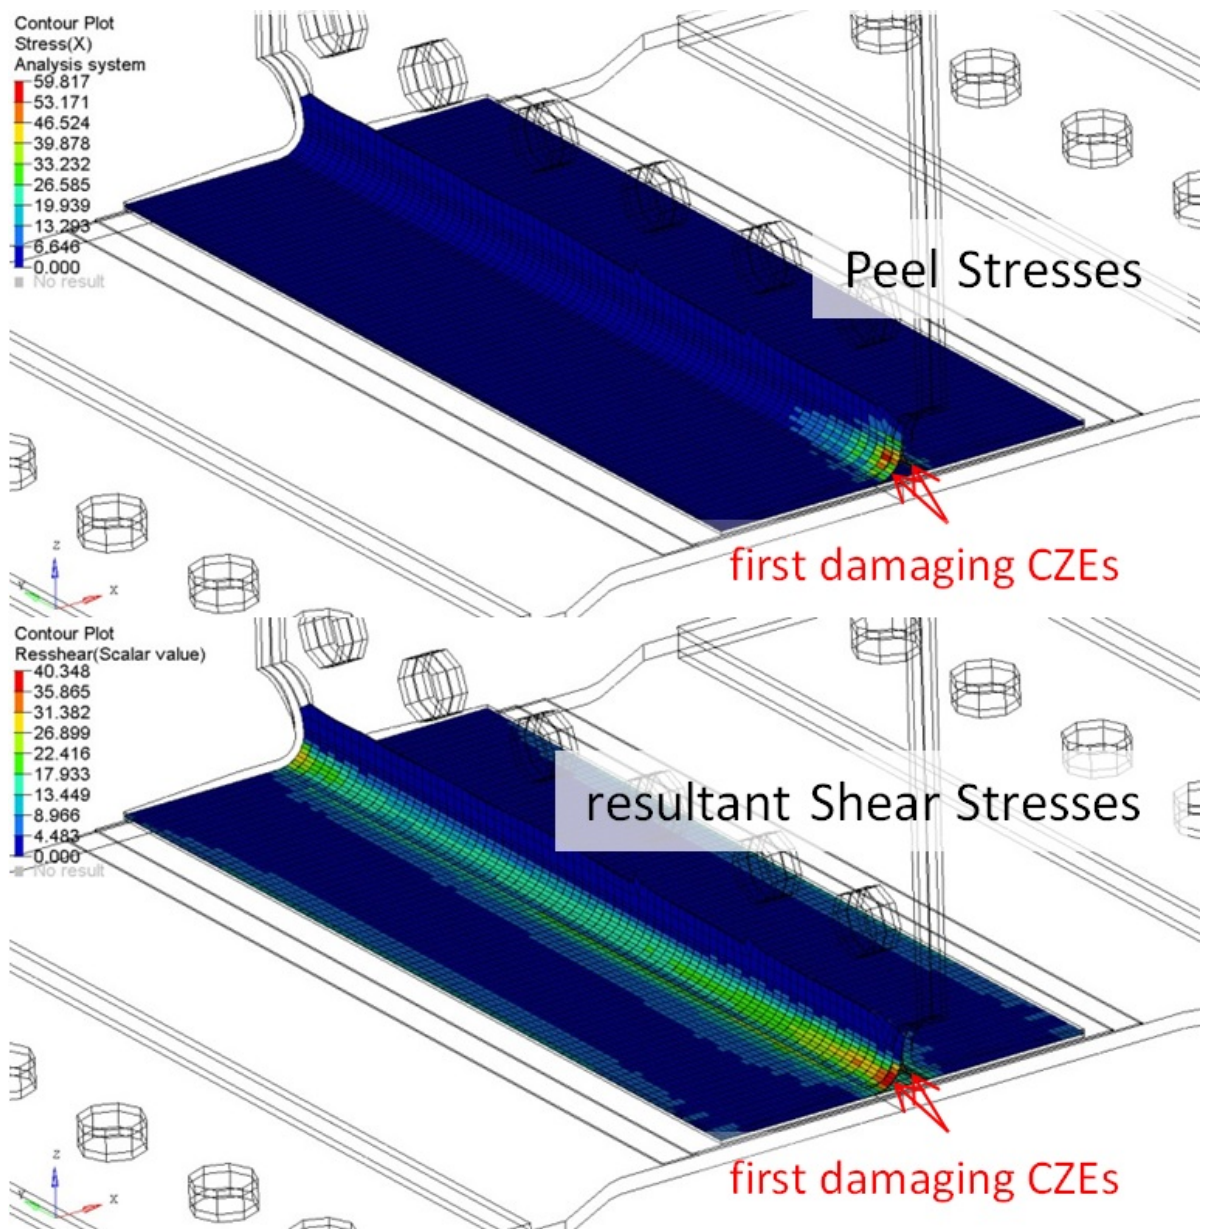 Contour Plot
Stress(X)
Analysis system
59.817
53.171
46.524
39.878
33.232
26.585
19.939
13.293
6.646
0.000
No result
Peel Stresses
first damaging CZEs
z
Y
x
Contour Plot
Resshear(Scalar value)
40.348
35.865
31.382
26.899
22.416
17.933
13.449
8.966
4.483
0.000
No result
resultant Shear Stresses
first damaging CZEs
z
Y
x